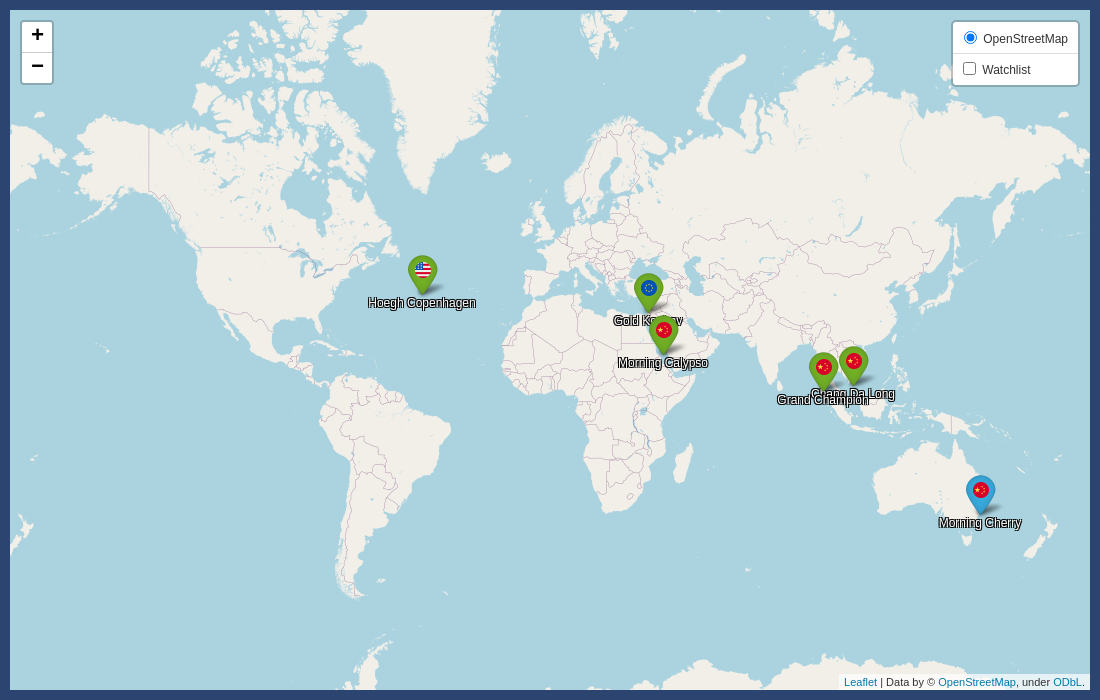 +
−
OpenStreetMap
Watchlist
Hoegh Copenhagen
Gold
Morning Calypso
Chang Da Long
Grand Champion
Morning Cherry
Leaflet | Data by © OpenStreetMap, under ODbL.